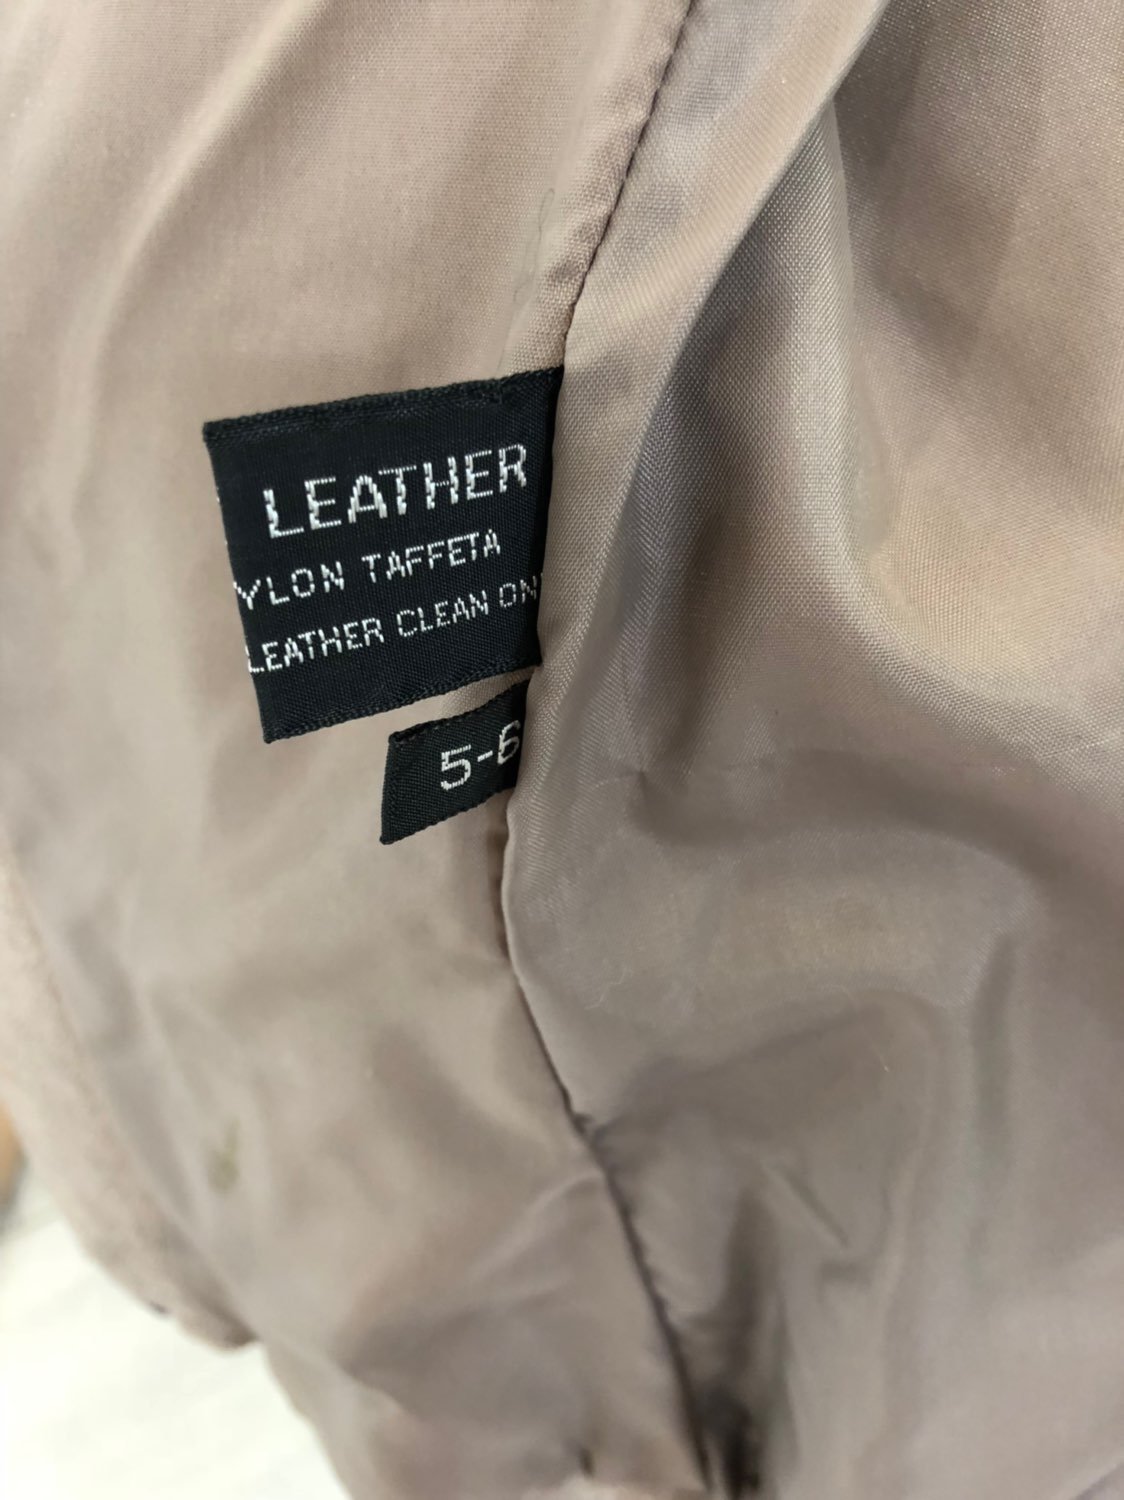 LEATHER
YLON TAFFETA
LEATHER CLEAN ON
5-6